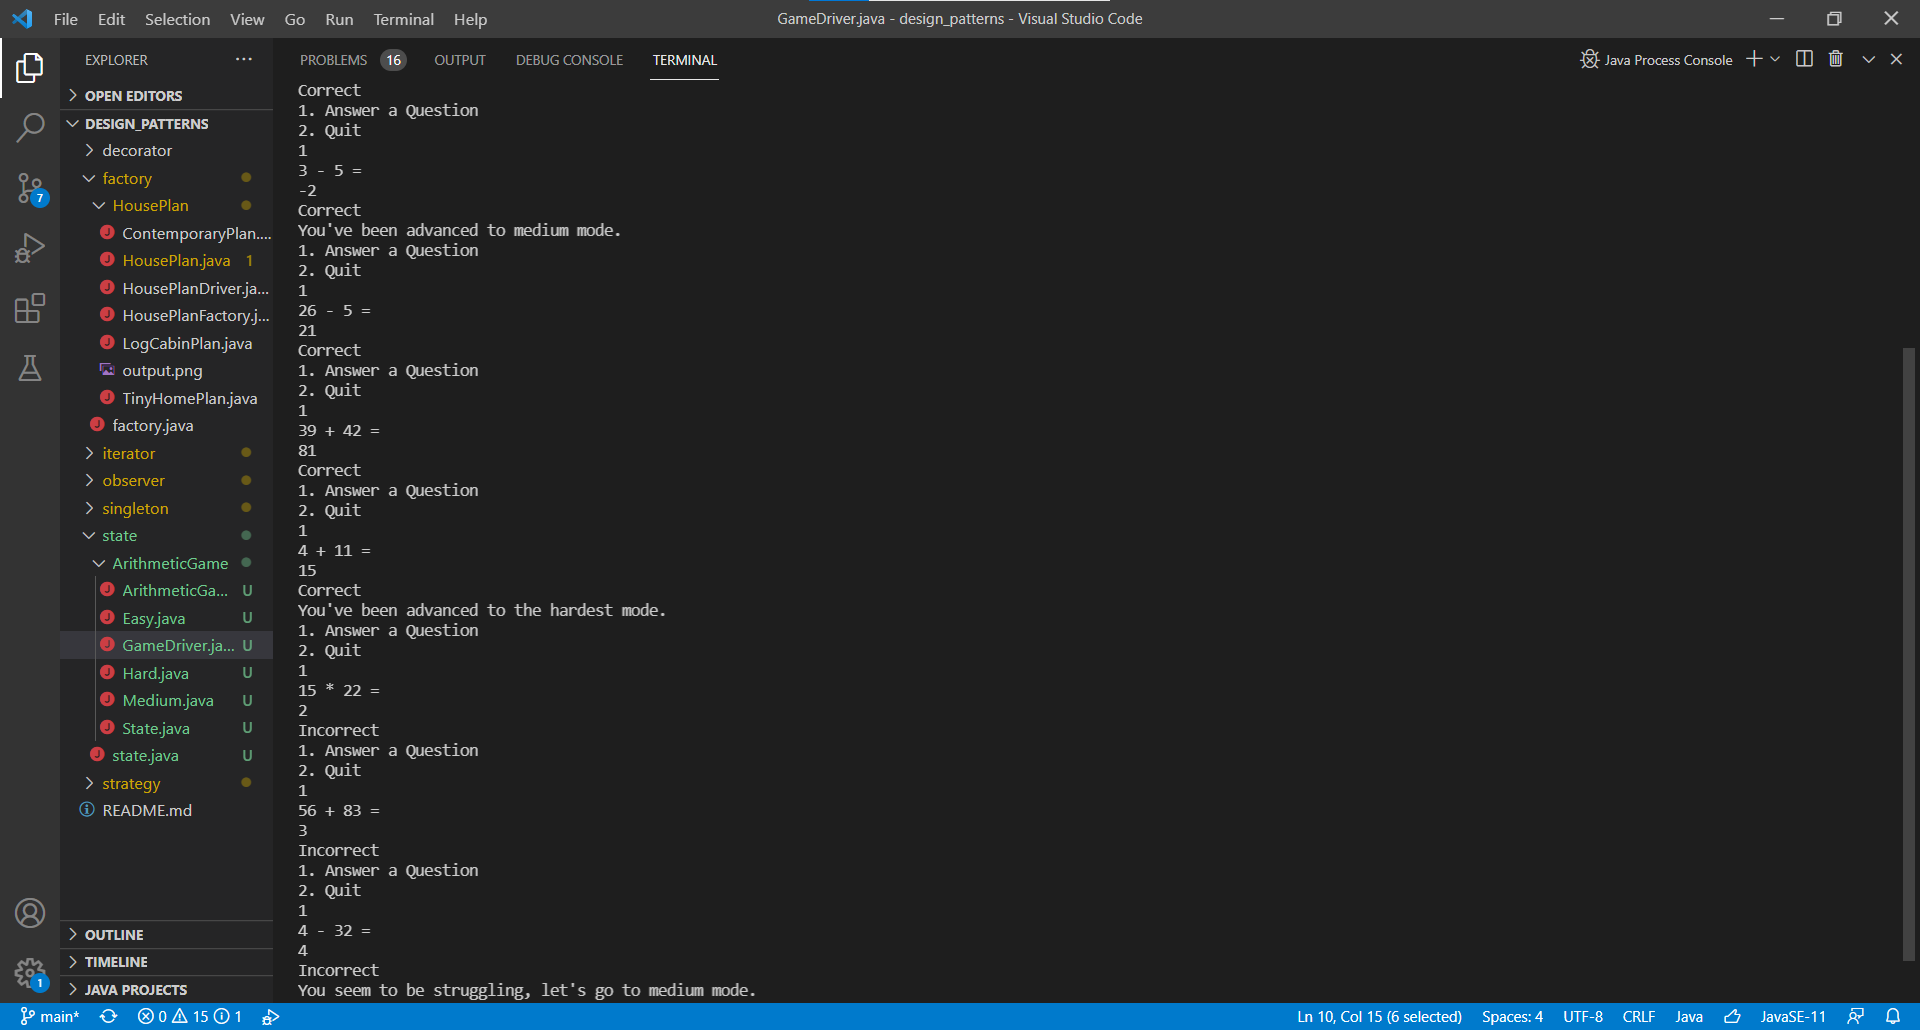 File Edit Selection View Go Run Terminal Help
GameDriver.java - design_patterns - Visual Studio Code
EXPLORER
OPEN EDITORS
DESIGN_PATTERNS
decorator
factory
HousePlan
ContemporaryPlan....
HousePlan.java 1
HousePlanDriver.ja...
HousePlanFactory.j...
LogCabinPlan.java
output.png
TinyHomePlan.java
factory.java
iterator
observer
singleton
state
ArithmeticGame
ArithmeticGa... U
Easy.java U
GameDriver.ja... U
Hard.java U
Medium.java U
State.java U
state.java U
strategy
README.md
OUTLINE
TIMELINE
JAVA PROJECTS
7
1
PROBLEMS 16 OUTPUT DEBUG CONSOLE TERMINAL
Java Process Console
Correct
1. Answer a Question
2. Quit
1
3 - 5 =
-2
Correct
You've been advanced to medium mode.
1. Answer a Question
2. Quit
1
26 - 5 =
21
Correct
1. Answer a Question
2. Quit
1
39 + 42 =
81
Correct
1. Answer a Question
2. Quit
1
4 + 11 =
15
Correct
You've been advanced to the hardest mode.
1. Answer a Question
2. Quit
1
15 * 22 =
2
Incorrect
1. Answer a Question
2. Quit
1
56 + 83 =
3
Incorrect
1. Answer a Question
2. Quit
1
4 - 32 =
4
Incorrect
You seem to be struggling, let's go to medium mode.
main* 0 15 1
Ln 10, Col 15 (6 selected) Spaces: 4 UTF-8 CRLF Java JavaSE-11